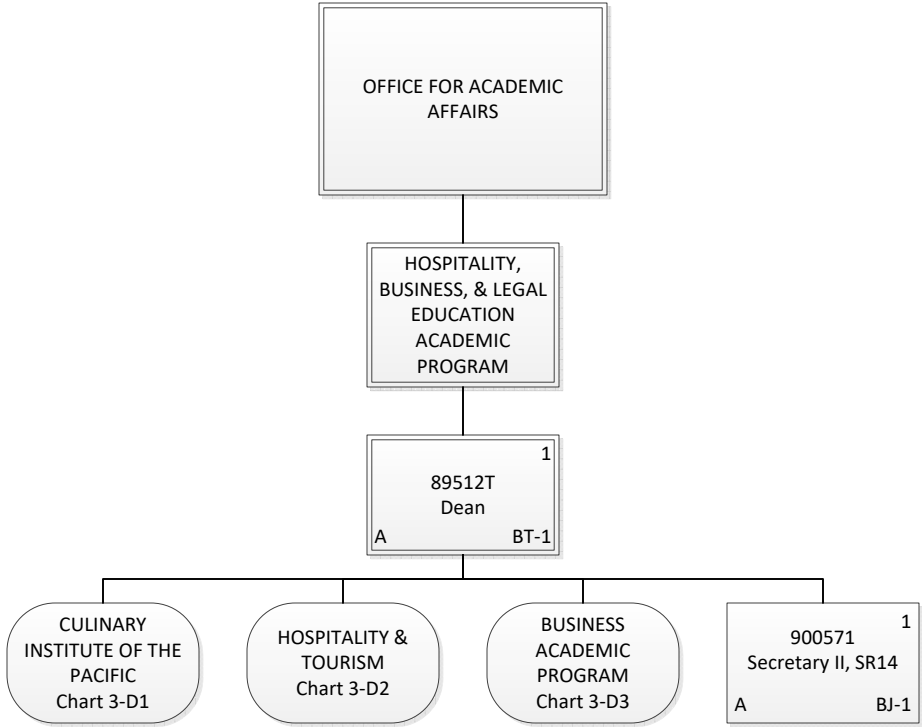 OFFICE FOR ACADEMIC
AFFAIRS
HOSPITALITY,
BUSINESS, & LEGAL
EDUCATION
ACADEMIC
PROGRAM
1
89512T
Dean
A BT-1
CULINARY
INSTITUTE OF THE
PACIFIC
Chart 3-D1
HOSPITALITY &
TOURISM
Chart 3-D2
BUSINESS
ACADEMIC
PROGRAM
Chart 3-D3
1
900571
Secretary II, SR14
A BJ-1